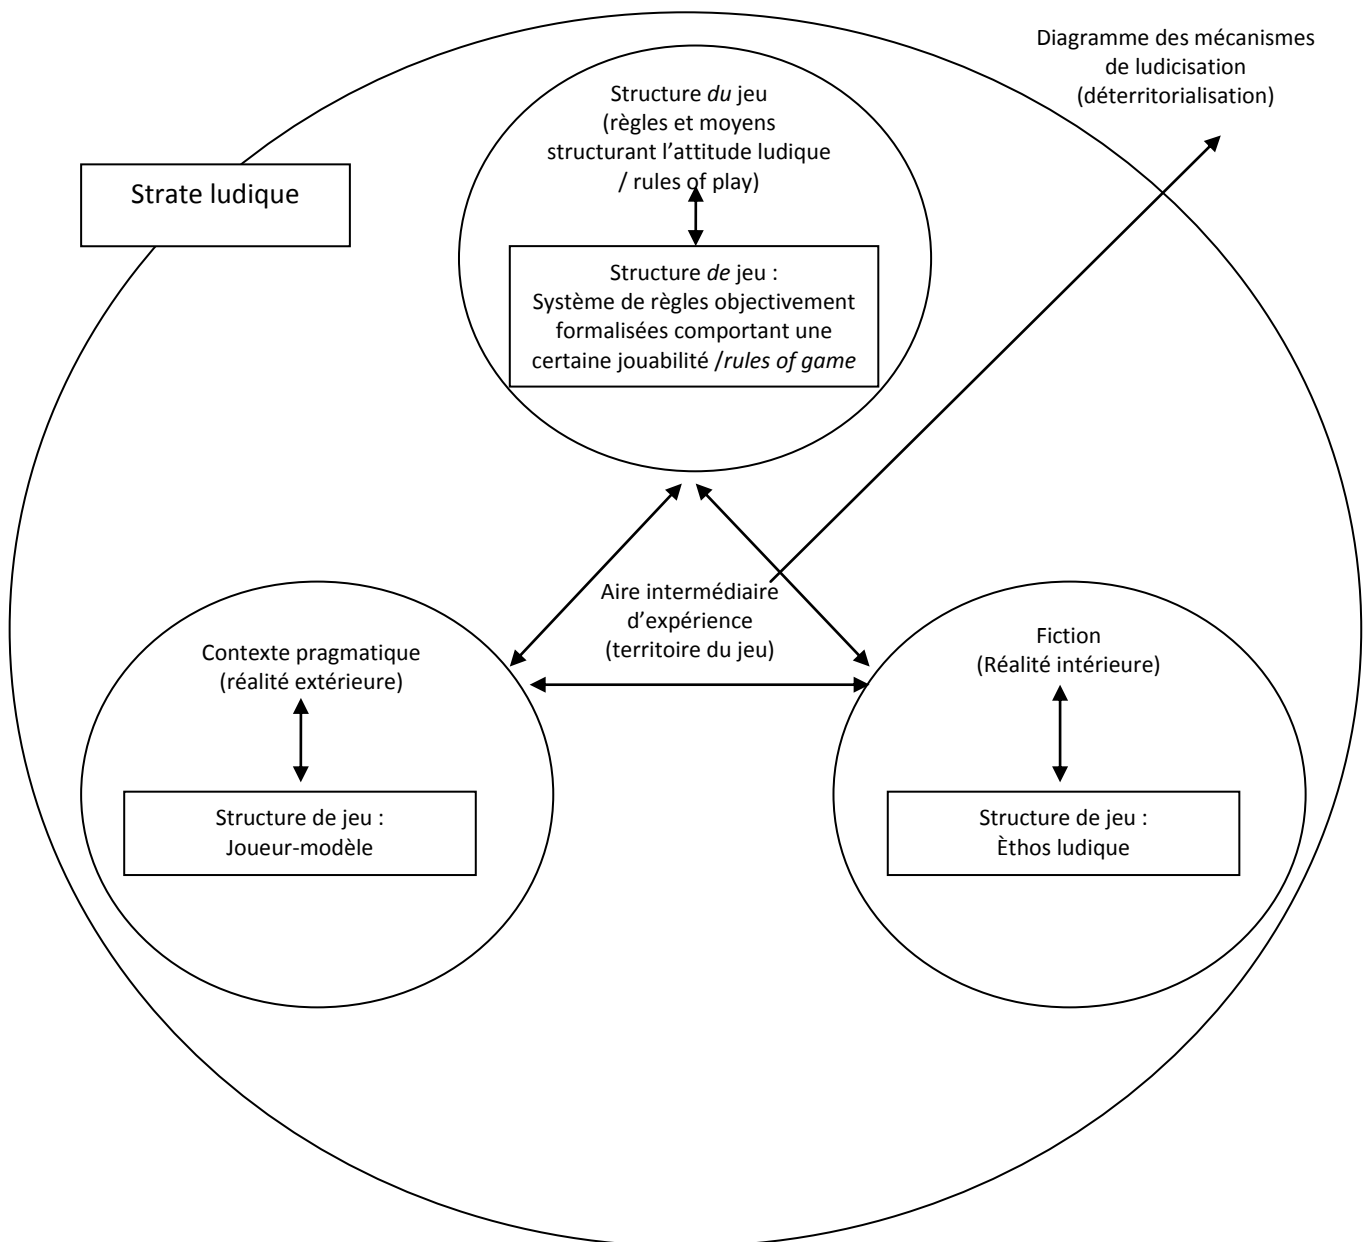 Diagramme des mécanismes
de ludicisation
(déterritorialisation)
Structure du jeu
(règles et moyens
structurant l’attitude ludique
/ rules of play)
Strate ludique
Structure de jeu :
Système de règles objectivement
formalisées comportant une
certaine jouabilité /rules of game
Aire intermédiaire
d’expérience
(territoire du jeu)
Contexte pragmatique
(réalité extérieure)
Fiction
(Réalité intérieure)
Structure de jeu :
Joueur-modèle
Structure de jeu :
Èthos ludique